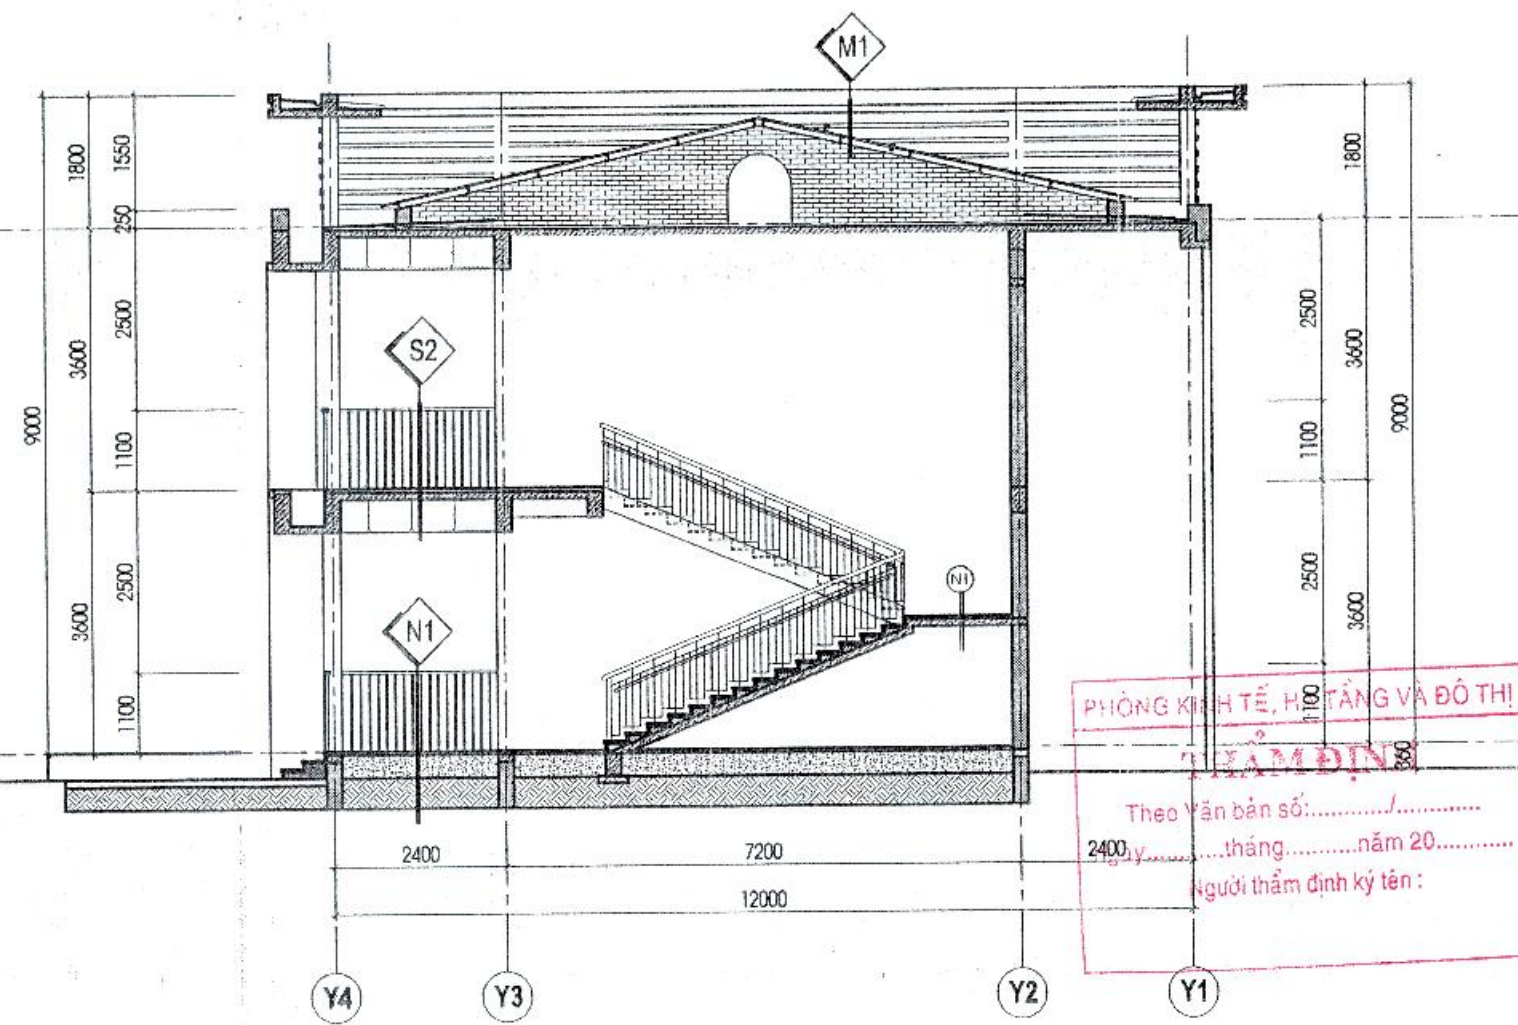 M1
1800
1550
250
3600
2500
1100
9000
3600
2500
1100
S2
N1
N1
1800
2500
3600
1100
9000
2500
3600
1100
350
PHÒNG KINH TẾ, HẠ TẦNG VÀ ĐÔ THỊ
THẨM ĐỊNH
Theo Văn bản số:............/.............
Ngày...........tháng...........năm 20............
Người thẩm định ký tên :
2400
7200
2400
12000
Y4
Y3
Y2
Y1